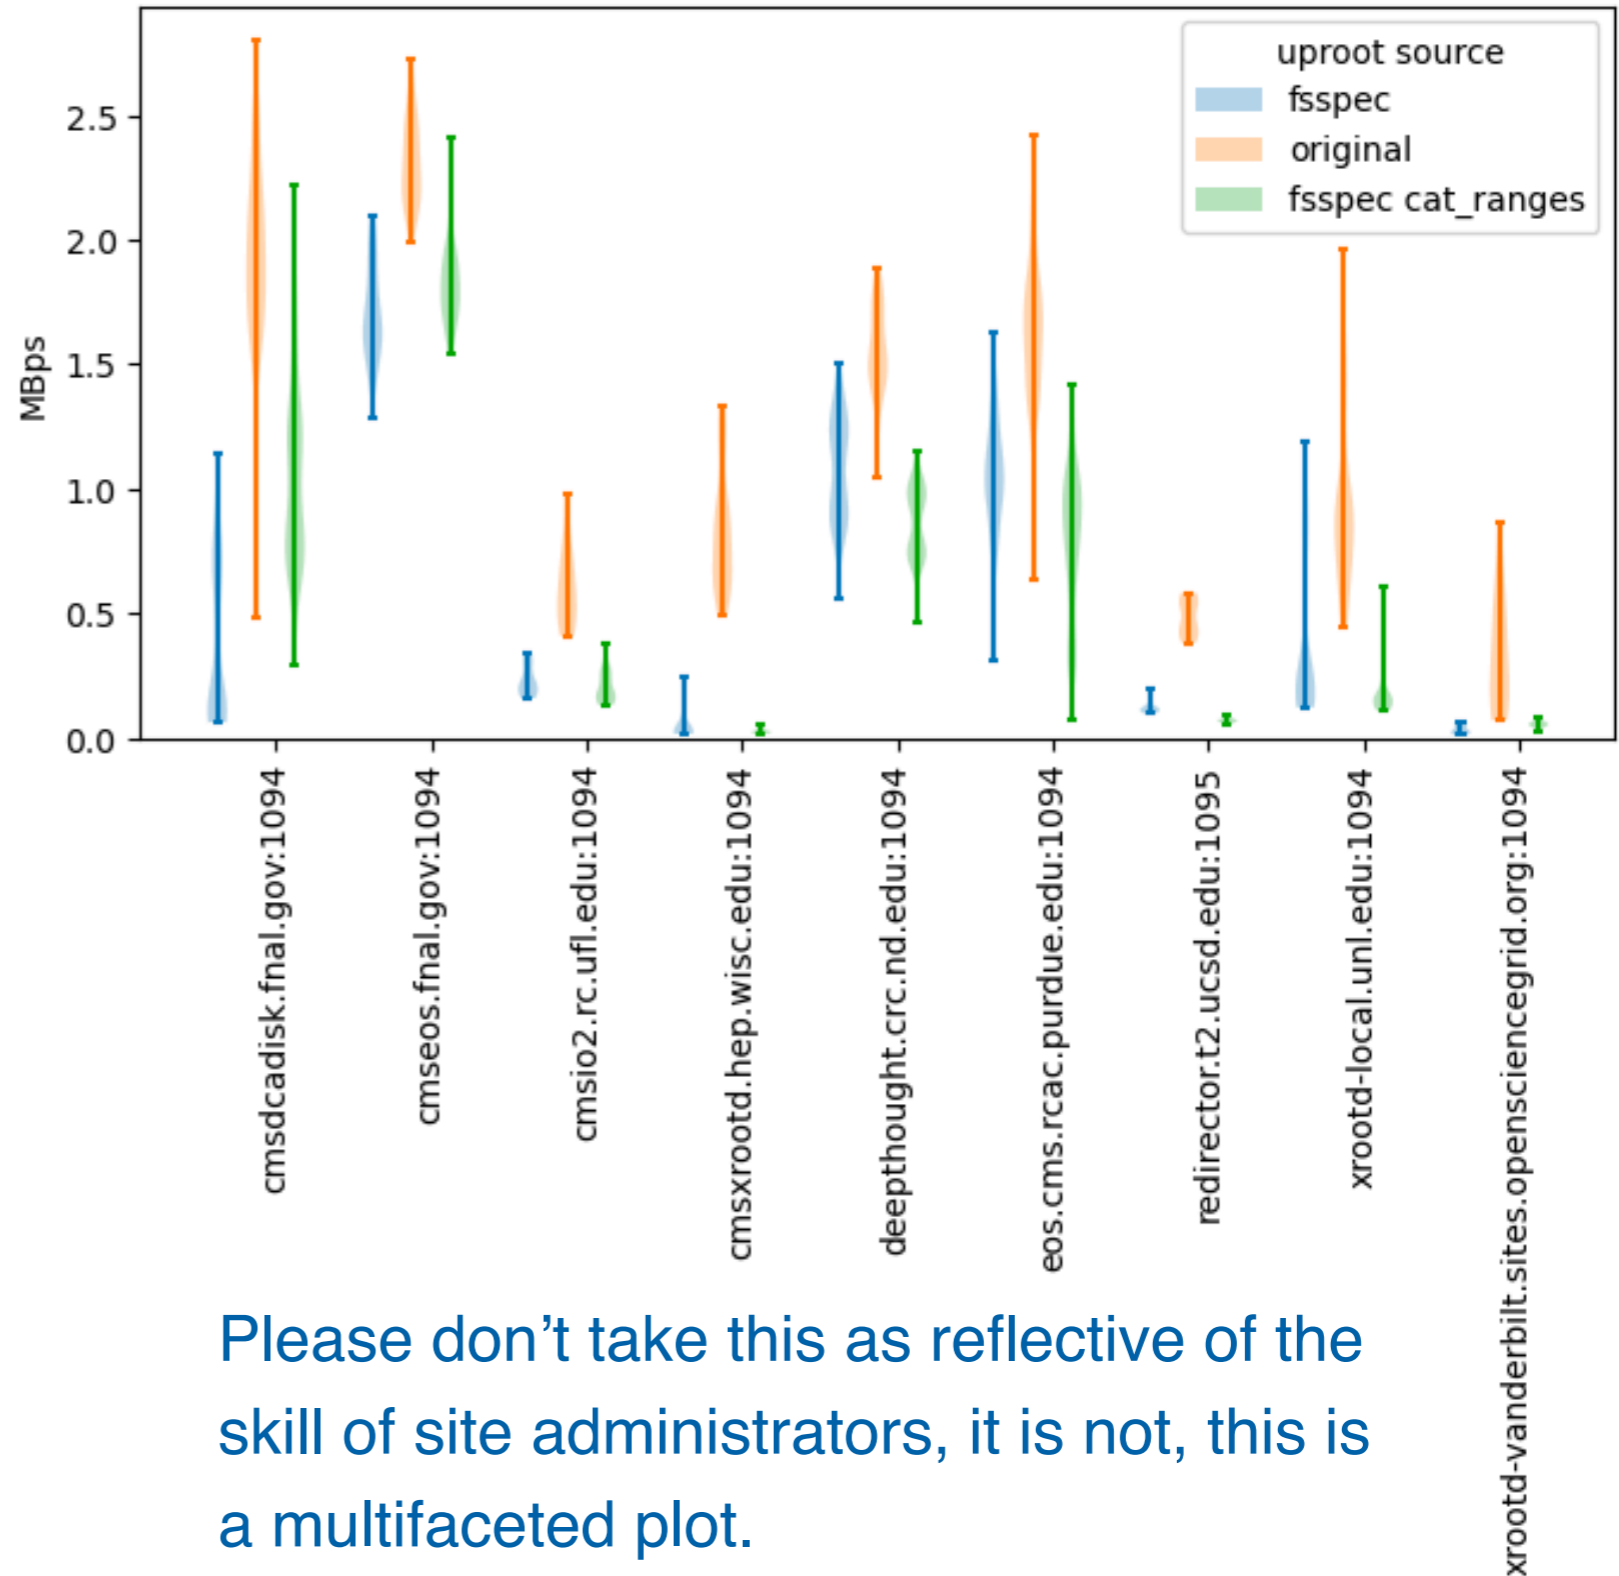 uproot source
fsspec
original
fsspec cat_ranges
MBps
2.5
2.0
1.5
1.0
0.5
0.0
cmsdcadisk.fnal.gov:1094
cmseos.fnal.gov:1094
cmsio2.rc.ufl.edu:1094
cmsxrootd.hep.wisc.edu:1094
deepthought.crc.nd.edu:1094
eos.cms.rcac.purdue.edu:1094
redirector.t2.ucsd.edu:1095
xrootd-local.unl.edu:1094
xrootd-vanderbilt.sites.opensciencegrid.org:1094
Please don’t take this as reflective of the
skill of site administrators, it is not, this is
a multifaceted plot.